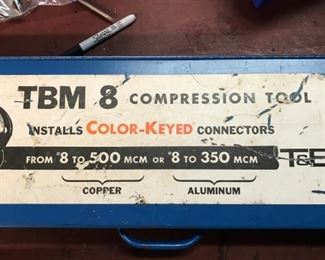 TBM 8 COMPRESSION TOOL
INSTALLS COLOR-KEYED® CONNECTORS
FROM #8 TO 500 MCM OR #8 TO 350 MCM
T&B
COPPER ALUMINUM